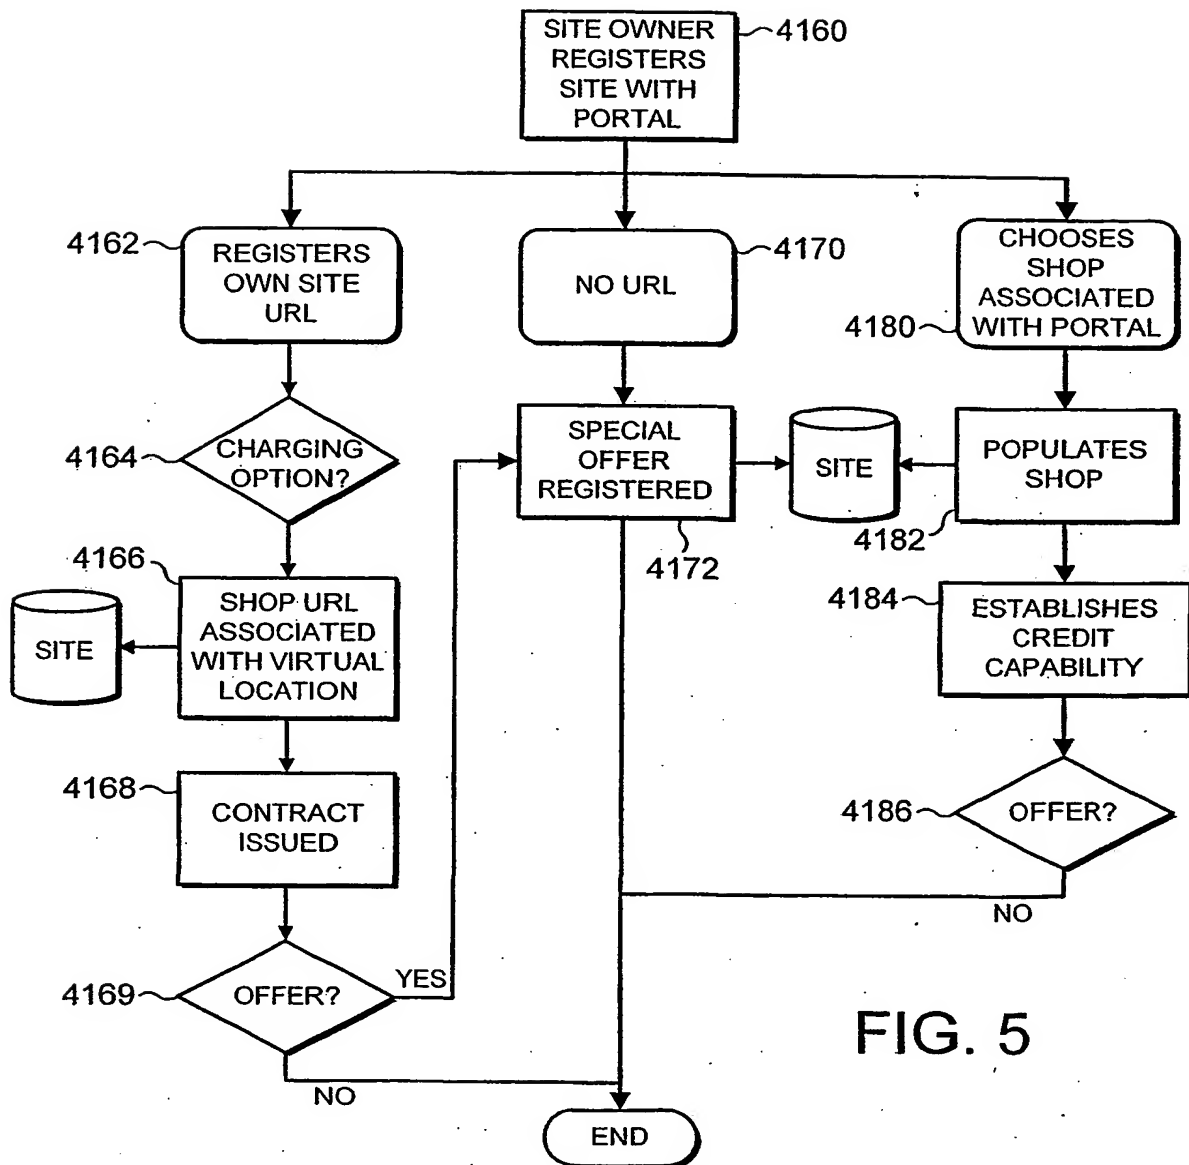 SITE OWNER
REGISTERS
SITE WITH
PORTAL
4160
4162
REGISTERS
OWN SITE
URL
NO URL
4170
CHOOSES
SHOP
ASSOCIATED
WITH PORTAL
4180
4164
CHARGING
OPTION?
SPECIAL
OFFER
REGISTERED
4172
SITE
POPULATES
SHOP
4182
4166
SHOP URL
ASSOCIATED
WITH VIRTUAL
LOCATION
SITE
4184
ESTABLISHES
CREDIT
CAPABILITY
4168
CONTRACT
ISSUED
4186
OFFER?
NO
4169
OFFER?
YES
NO
FIG. 5
END